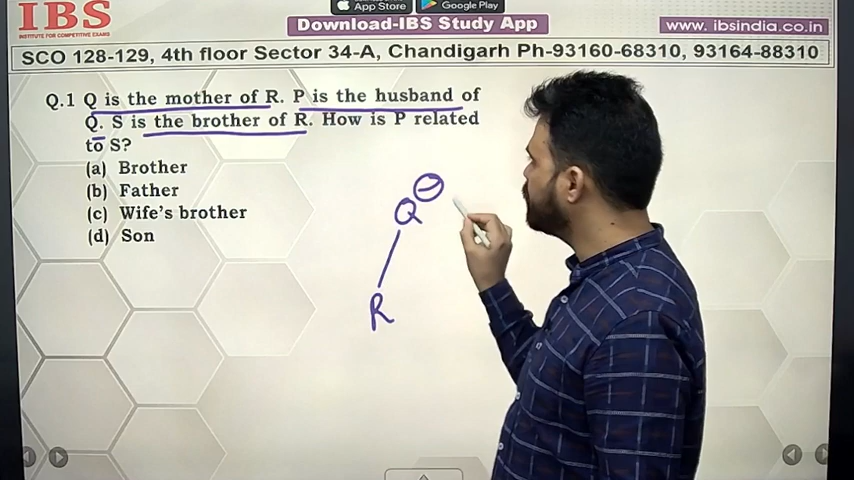 App Store
Google Play
IBS
INSTITUTE FOR COMPETITIVE EXAMS
Download-IBS Study App
www. ibsindia.co.in
SCO 128-129, 4th floor Sector 34-A, Chandigarh Ph-93160-68310, 93164-88310
Q.1 Q is the mother of R. P is the husband of
Q. S is the brother of R. How is P related
to S?
(a) Brother
(b) Father
(c) Wife's brother
(d) Son
Q
R